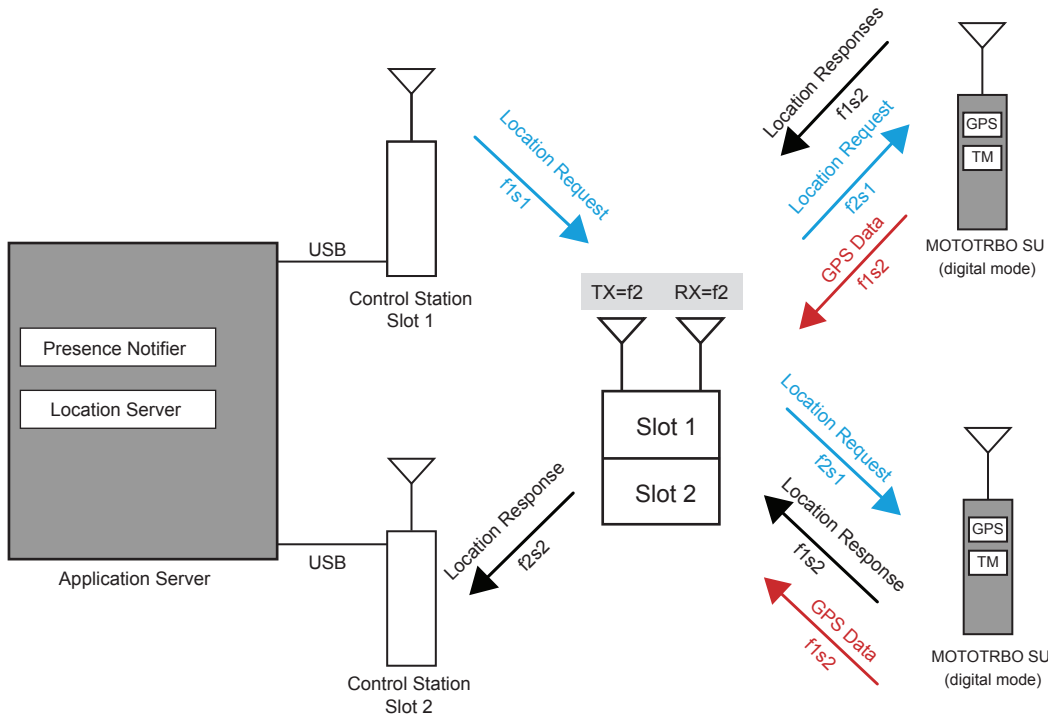 Location Request
f1s1
Location Responses
f1s2
Location Request
f2s1
GPS Data
f1s2
GPS
TM
MOTOTRBO SU
(digital mode)
USB
Control Station
Slot 1
TX=f2
RX=f2
Presence Notifier
Location Server
Slot 1
Slot 2
Location Request
f2s1
Location Response
f1s2
GPS Data
f1s2
GPS
TM
MOTOTRBO SU
(digital mode)
Location Response
f2s2
USB
Application Server
Control Station
Slot 2